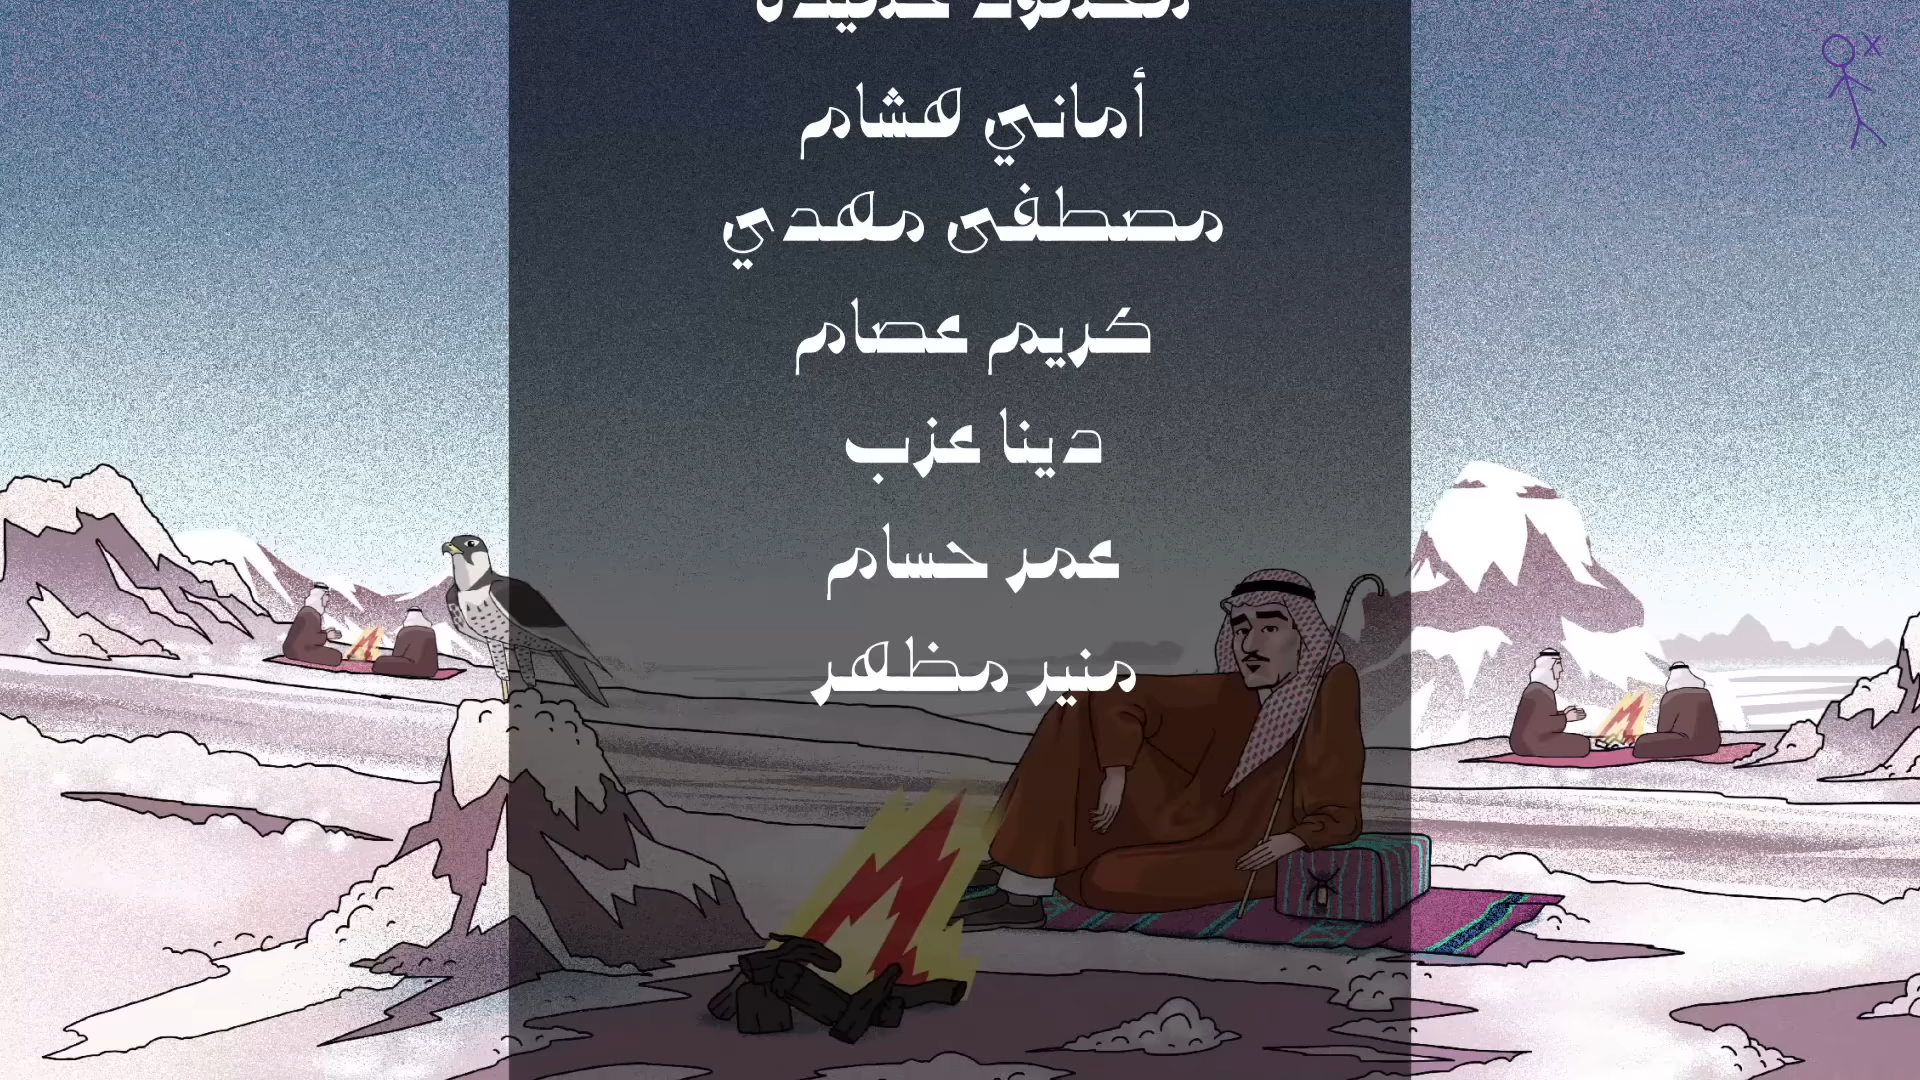 أماني هشام
مصطفى مهدي
كريم عصام
دينا عزب
عمر حسام
منير مظهر